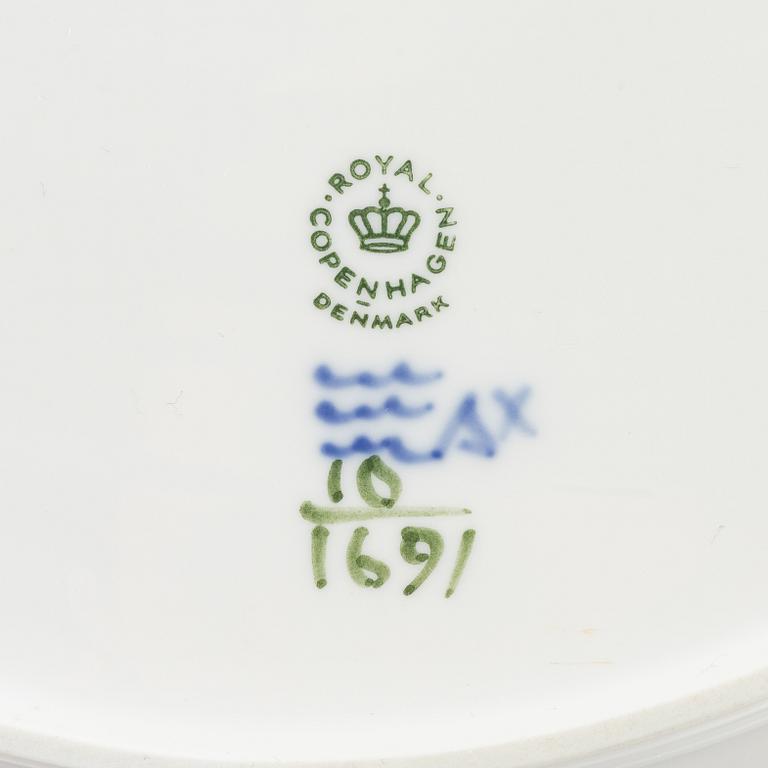 ROYAL
COPENHAGEN
DENMARK
AX
10
1691